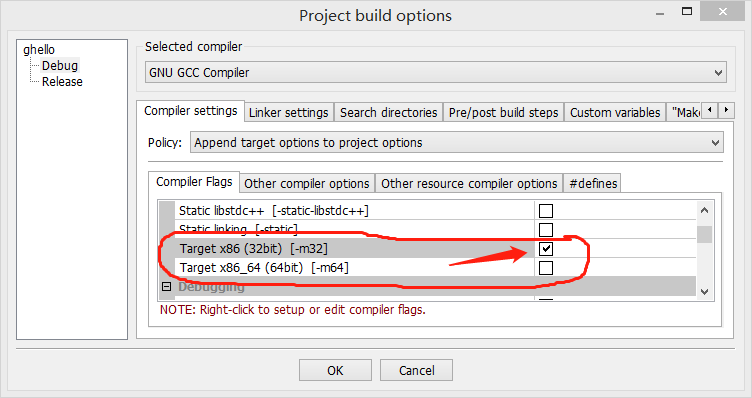 Project build options
ghello
Debug
Release
Selected compiler
GNU GCC Compiler
Compiler settings Linker settings Search directories Pre/post build steps Custom variables "Make
Policy: Append target options to project options
Compiler Flags Other compiler options Other resource compiler options #defines
Static libstdc++ [-static-libstdc++]
Static linking [-static]
Target x86 (32bit) [-m32]
Target x86_64 (64bit) [-m64]
Debugging
NOTE: Right-click to setup or edit compiler flags.
OK Cancel